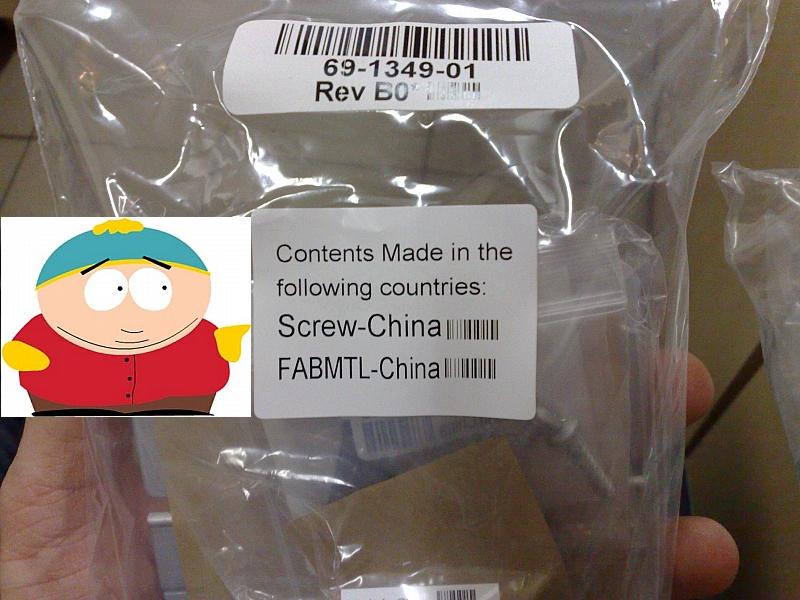 69-1349-01
Rev B0
Contents Made in the
following countries:
Screw-China
FABMTL-China